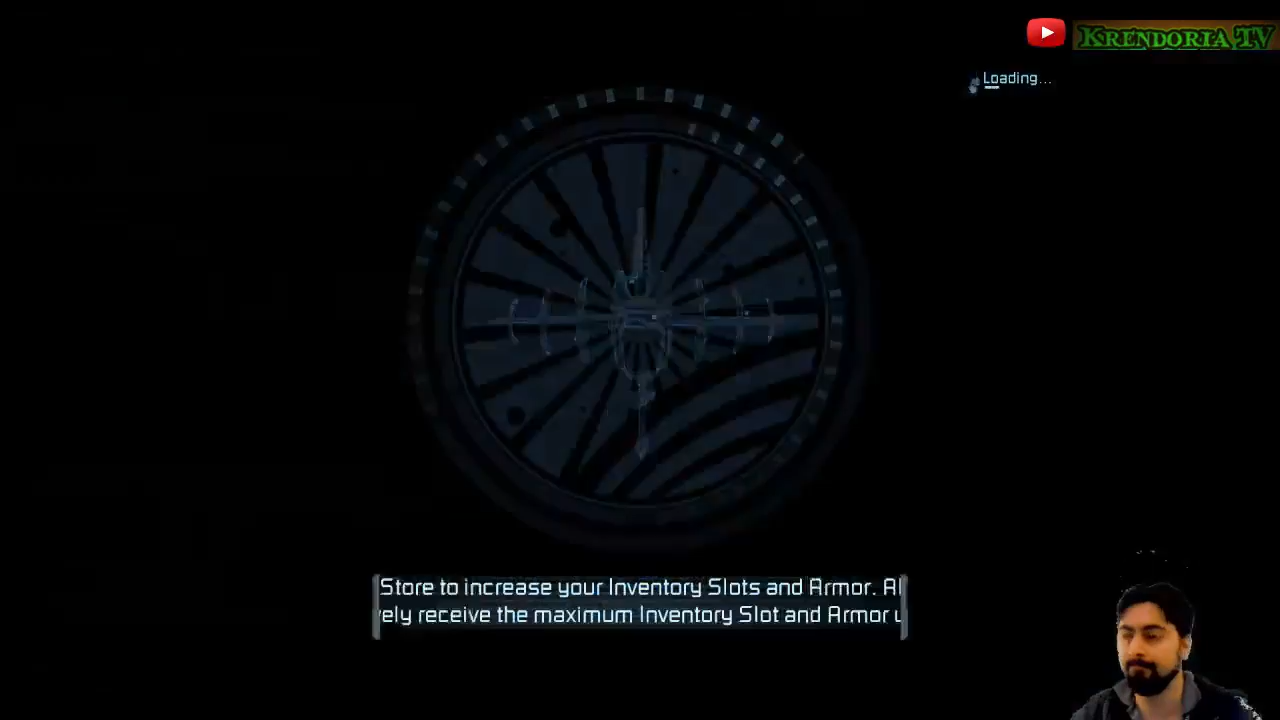 KRENDORIA TV
Loading...
Store to increase your Inventory Slots and Armor. Al
ely receive the maximum Inventory Slot and Armor u